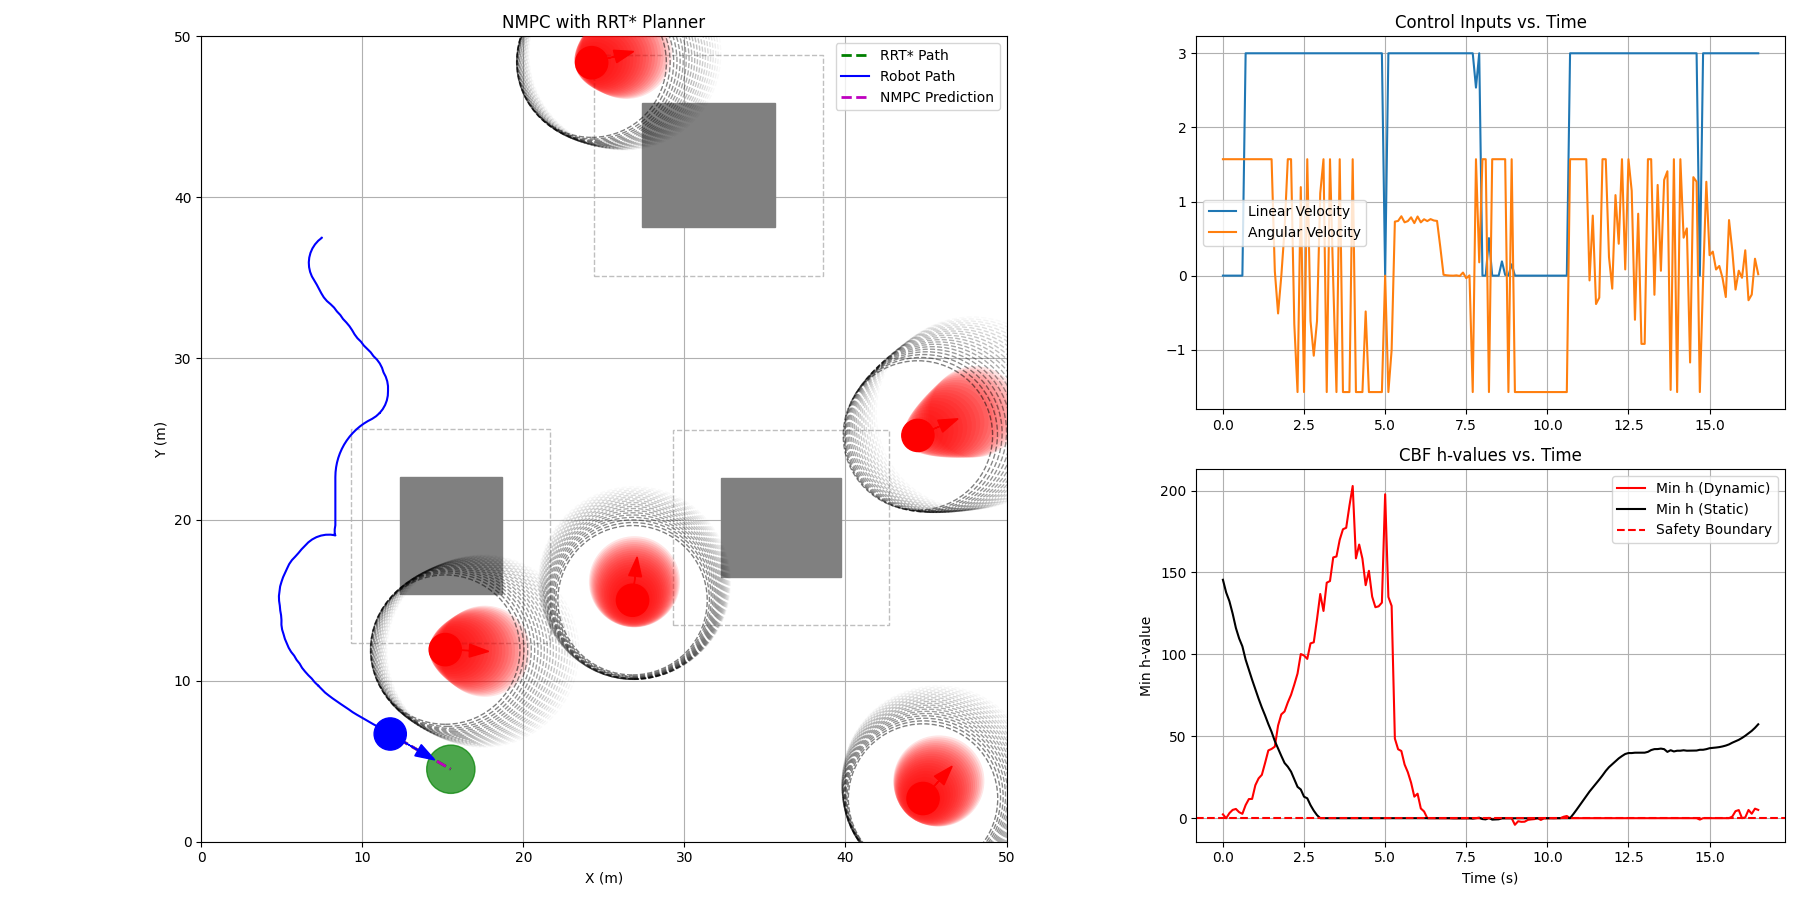 NMPC with RRT* Planner
50
40
30
20
10
0
Y (m)
0 10 20 30 40 50
X (m)
RRT* Path
Robot Path
NMPC Prediction
Control Inputs vs. Time
3
2
1
0
−1
Linear Velocity
Angular Velocity
0.0 2.5 5.0 7.5 10.0 12.5 15.0
CBF h-values vs. Time
200
150
100
50
0
Min h-value
Min h (Dynamic)
Min h (Static)
Safety Boundary
0.0 2.5 5.0 7.5 10.0 12.5 15.0
Time (s)